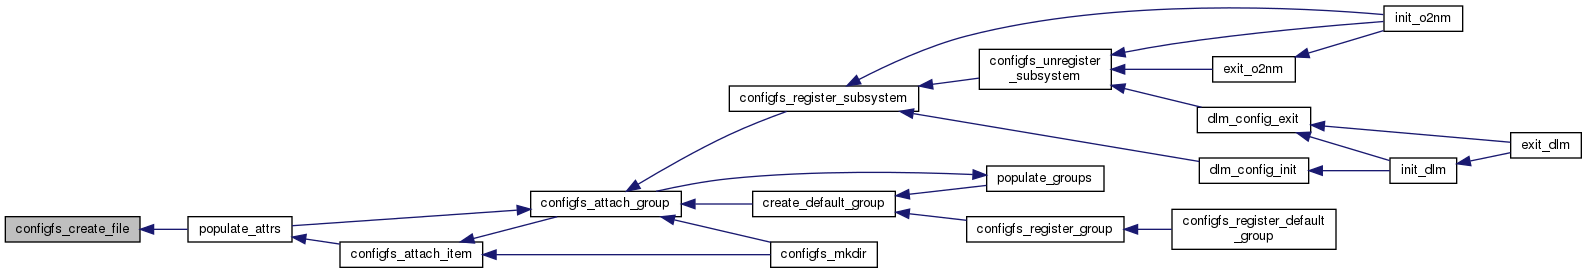 init_o2nm
configfs_unregister
_subsystem
exit_o2nm
configfs_register_subsystem
dlm_config_exit
exit_dlm
dlm_config_init
init_dlm
populate_groups
configfs_attach_group
create_default_group
configfs_create_file
populate_attrs
configfs_register_group
configfs_register_default
_group
configfs_attach_item
configfs_mkdir